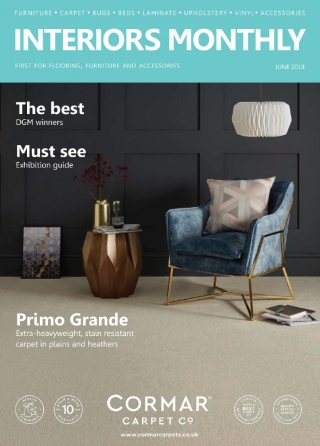 FURNITURE • CARPET • RUGS • BEDS • LAMINATE • UPHOLSTERY • VINYL • ACCESSORIES
INTERIORS MONTHLY
FIRST FOR FLOORING, FURNITURE AND ACCESSORIES
JUNE 2018
The best
DGM winners
Must see
Exhibition guide
Primo Grande
Extra-heavyweight, stain resistant
carpet in plains and heathers
10
CORMAR®
CARPET CO
www.cormarcarpets.co.uk